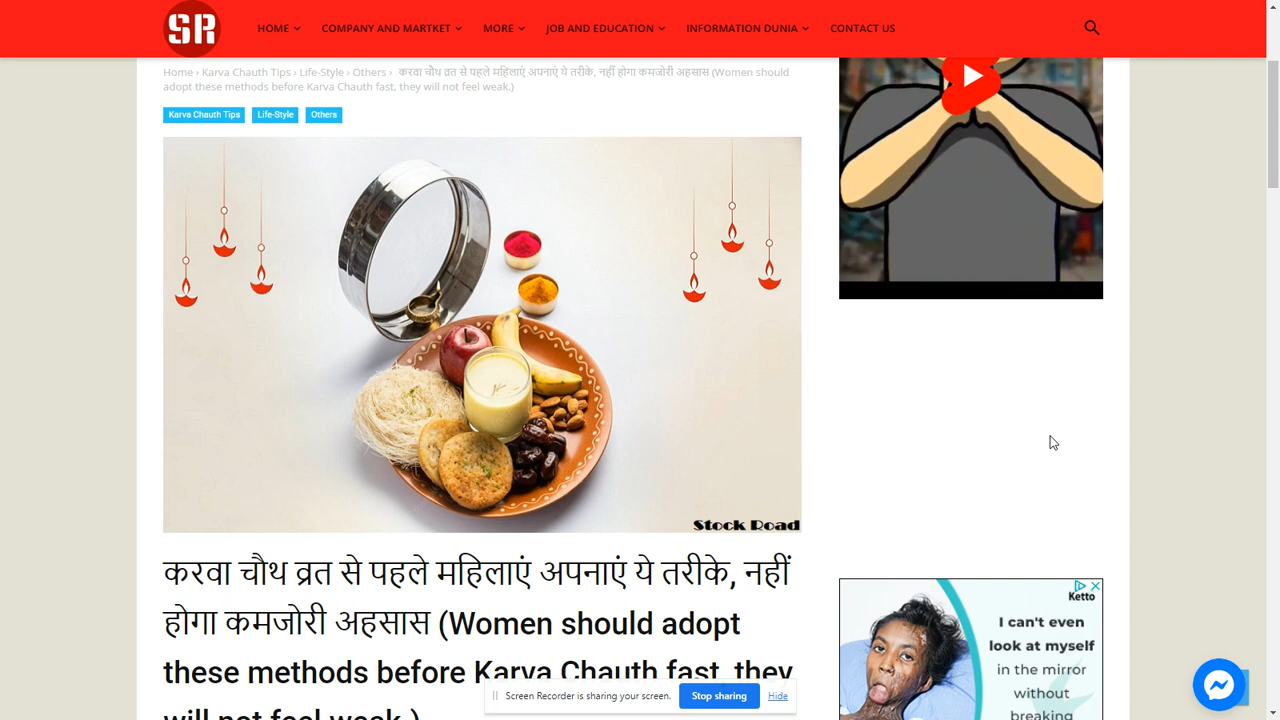 SR
HOME
COMPANY AND MARTKET
MORE
JOB AND EDUCATION
INFORMATION DUNIA
CONTACT US
Home › Karva Chauth Tips › Life-Style › Others › करवा चौथ व्रत से पहले महिलाएं अपनाएं ये तरीके, नहीं होगा कमजोरी अहसास (Women should
adopt these methods before Karva Chauth fast, they will not feel weak.)
Karva Chauth Tips
Life-Style
Others
Stock Road
करवा चौथ व्रत से पहले महिलाएं अपनाएं ये तरीके, नहीं
होगा कमजोरी अहसास (Women should adopt
these methods before Karva Chauth fast, they
will not feel weak.)
Ketto
I can't even
look at myself
in the mirror
without
breaking
Screen Recorder is sharing your screen.
Stop sharing
Hide